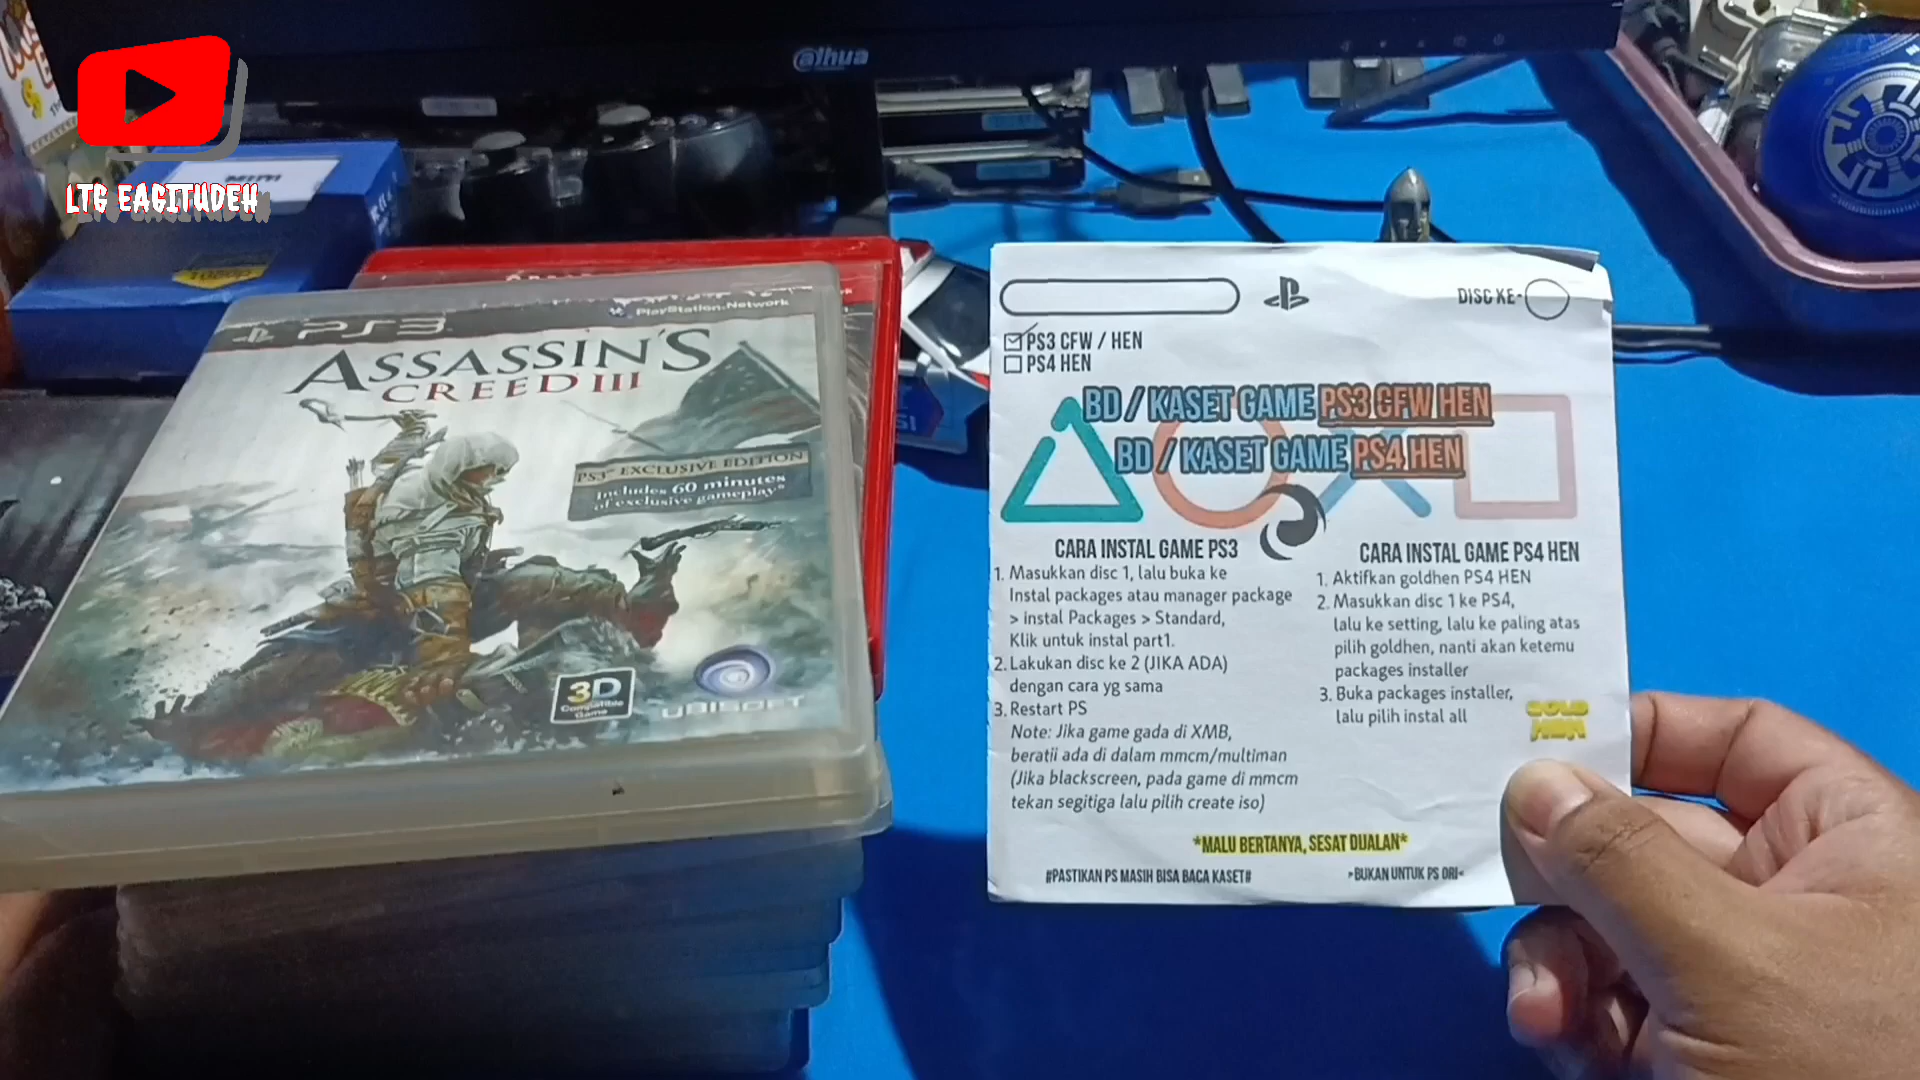 LTG EAGITUDEH
alhua
1080P
PS3
PlayStation Network
ASSASSIN'S
CREED III
PS3™ EXCLUSIVE EDITION
Includes 60 minutes
of exclusive gameplay*
3D
Compatible
Game
UBISOFT
DISC KE-
PS3 CFW / HEN
PS4 HEN
BD / KASET GAME PS3 CFW HEN
BD / KASET GAME PS4 HEN
CARA INSTAL GAME PS3
1. Masukkan disc 1, lalu buka ke
Instal packages atau manager package
> instal Packages > Standard,
Klik untuk instal part1.
2. Lakukan disc ke 2 (JIKA ADA)
dengan cara yg sama
3. Restart PS
Note: Jika game gada di XMB,
beratii ada di dalam mmcm/multiman
(Jika blackscreen, pada game di mmcm
tekan segitiga lalu pilih create iso)
CARA INSTAL GAME PS4 HEN
1. Aktifkan goldhen PS4 HEN
2. Masukkan disc 1 ke PS4,
lalu ke setting, lalu ke paling atas
pilih goldhen, nanti akan ketemu
packages installer
3. Buka packages installer,
lalu pilih instal all
GOLD
HEN
*MALU BERTANYA, SESAT DIJALAN*
#PASTIKAN PS MASIH BISA BACA KASET#
>BUKAN UNTUK PS ORI<